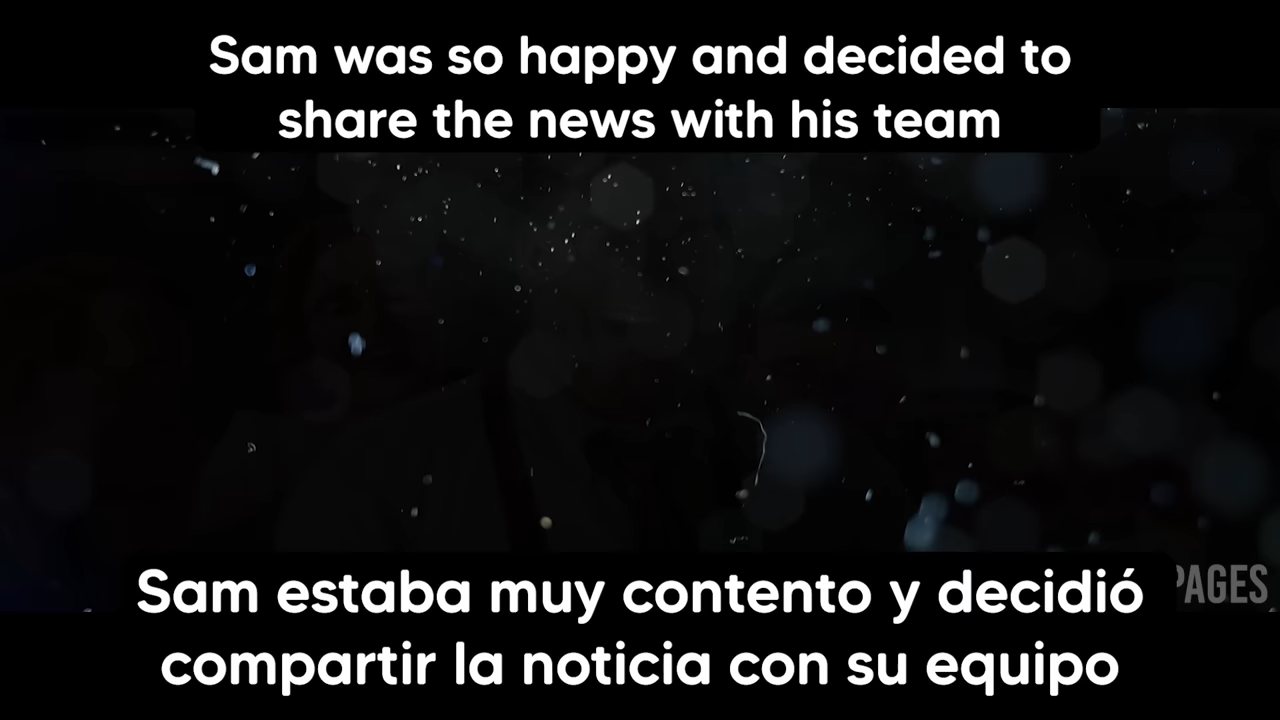 Sam was so happy and decided to
share the news with his team
Sam estaba muy contento y decidió
compartir la noticia con su equipo
PAGES